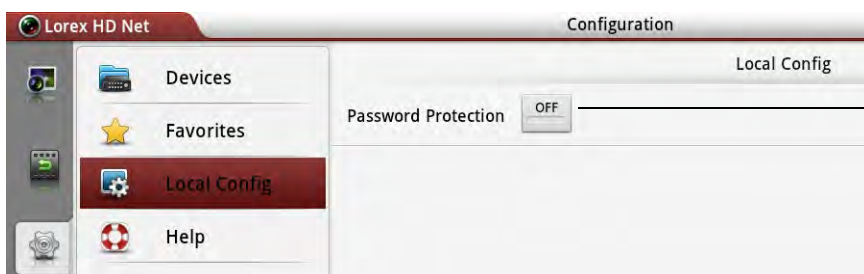 Lorex HD Net
Configuration
Devices
Favorites
Local Config
Help
Local Config
Password Protection
OFF